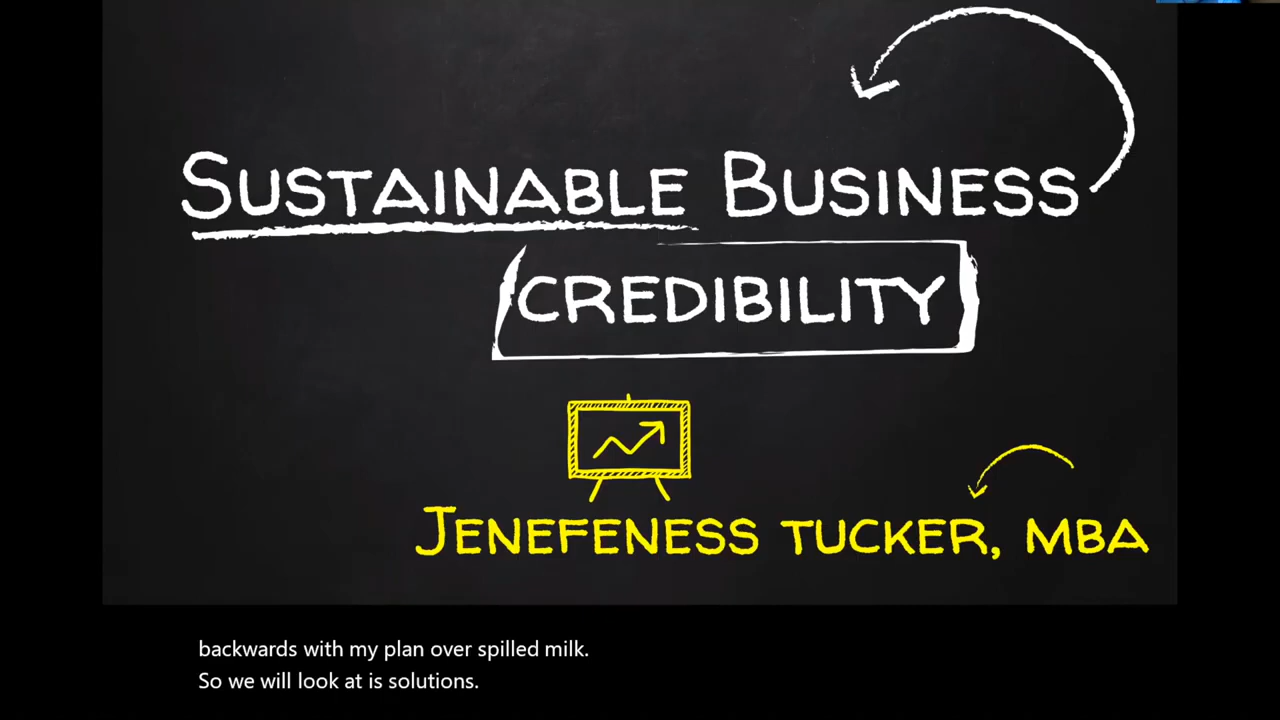 SUSTAINABLE BUSINESS
CREDIBILITY
JENEFENESS TUCKER, MBA
backwards with my plan over spilled milk.
So we will look at is solutions.